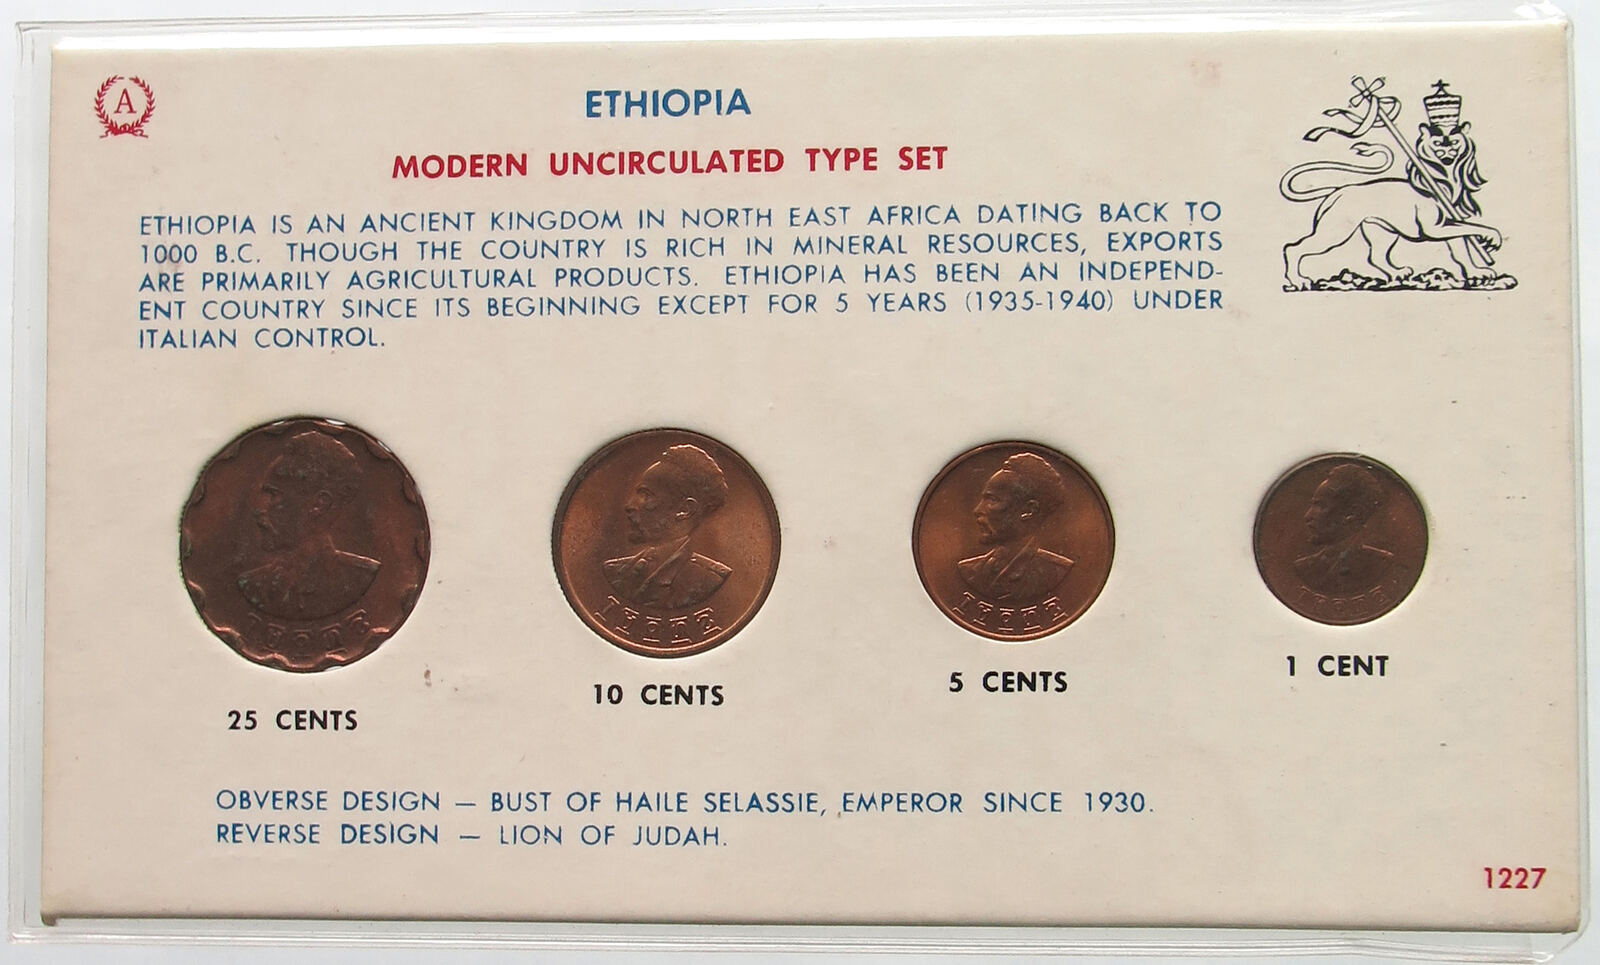 A
ETHIOPIA
MODERN UNCIRCULATED TYPE SET
ETHIOPIA IS AN ANCIENT KINGDOM IN NORTH EAST AFRICA DATING BACK TO
1000 B.C. THOUGH THE COUNTRY IS RICH IN MINERAL RESOURCES, EXPORTS
ARE PRIMARILY AGRICULTURAL PRODUCTS. ETHIOPIA HAS BEEN AN INDEPEND-
ENT COUNTRY SINCE ITS BEGINNING EXCEPT FOR 5 YEARS (1935-1940) UNDER
ITALIAN CONTROL.
25 CENTS
10 CENTS
5 CENTS
1 CENT
OBVERSE DESIGN — BUST OF HAILE SELASSIE, EMPEROR SINCE 1930.
REVERSE DESIGN — LION OF JUDAH.
1227